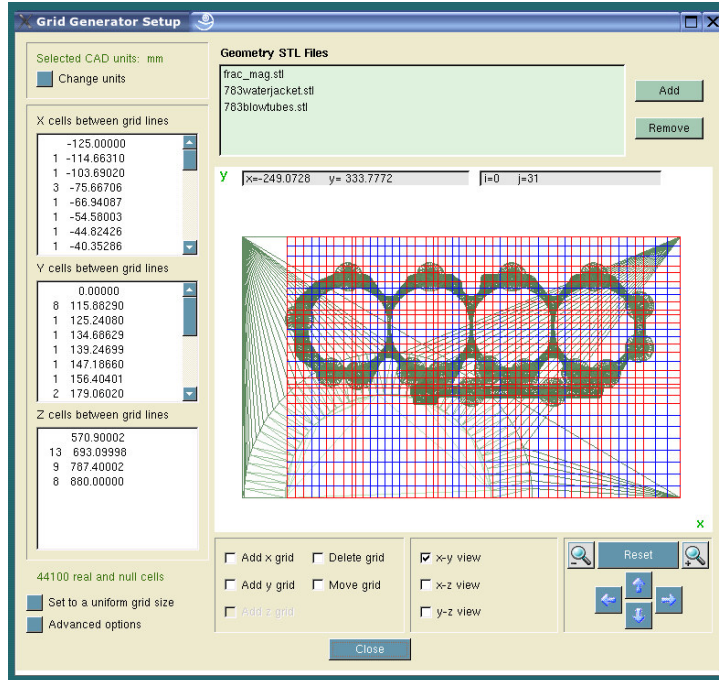 Grid Generator Setup
Selected CAD units: mm
Change units
Geometry STL Files
frac_mag.stl
783waterjacket.stl
783blowtubes.stl
Add
Remove
X cells between grid lines
-125.00000
1 -114.66310
1 -103.69020
3 -75.66706
1 -66.94087
1 -54.58003
1 -44.82426
1 -40.35286
y
x=-249.0728 y= 333.7772
i=0 j=31
Y cells between grid lines
0.00000
8 115.88290
1 125.24080
1 134.68629
1 139.24699
1 147.18660
1 156.40401
2 179.06020
Z cells between grid lines
570.90002
13 693.09998
9 787.40002
8 880.00000
x
44100 real and null cells
Set to a uniform grid size
Advanced options
Add x grid
Delete grid
Add y grid
Move grid
Add z grid
x-y view
x-z view
y-z view
Reset
Close